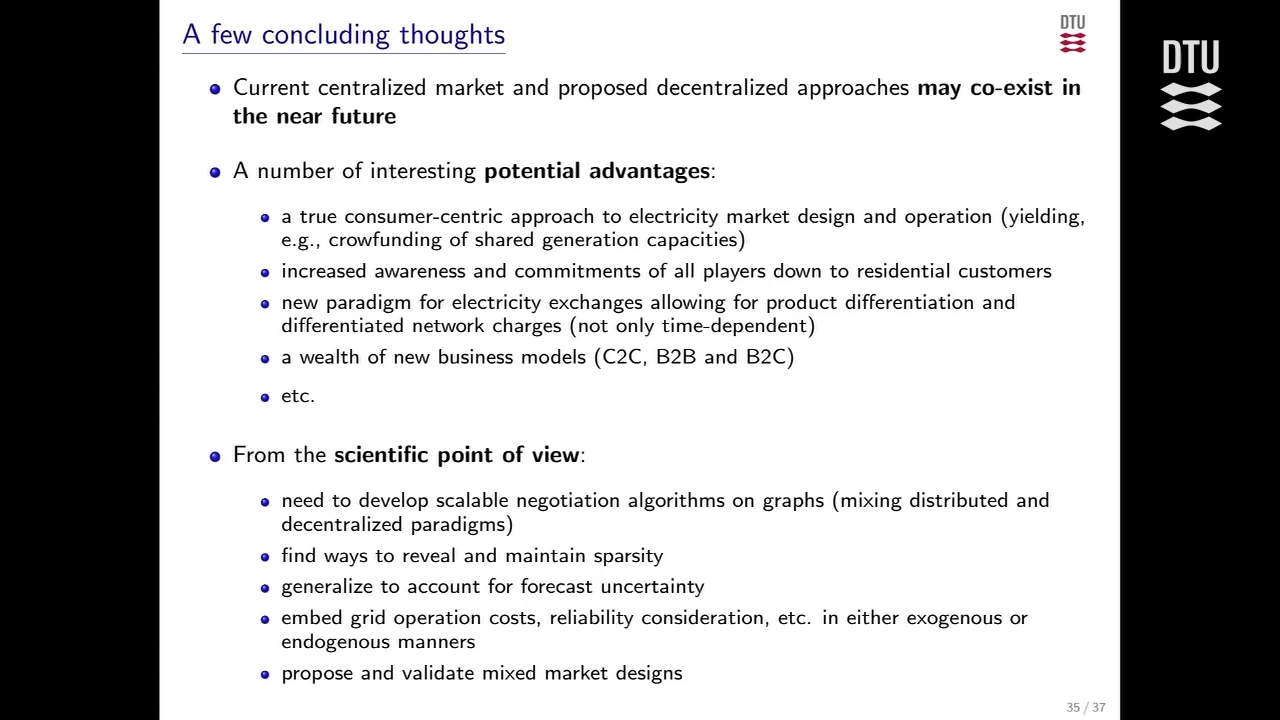 A few concluding thoughts
DTU
DTU
Current centralized market and proposed decentralized approaches may co-exist in
the near future
A number of interesting potential advantages:
a true consumer-centric approach to electricity market design and operation (yielding,
e.g., crowfunding of shared generation capacities)
increased awareness and commitments of all players down to residential customers
new paradigm for electricity exchanges allowing for product differentiation and
differentiated network charges (not only time-dependent)
a wealth of new business models (C2C, B2B and B2C)
etc.
From the scientific point of view:
need to develop scalable negotiation algorithms on graphs (mixing distributed and
decentralized paradigms)
find ways to reveal and maintain sparsity
generalize to account for forecast uncertainty
embed grid operation costs, reliability consideration, etc. in either exogenous or
endogenous manners
propose and validate mixed market designs
35 / 37